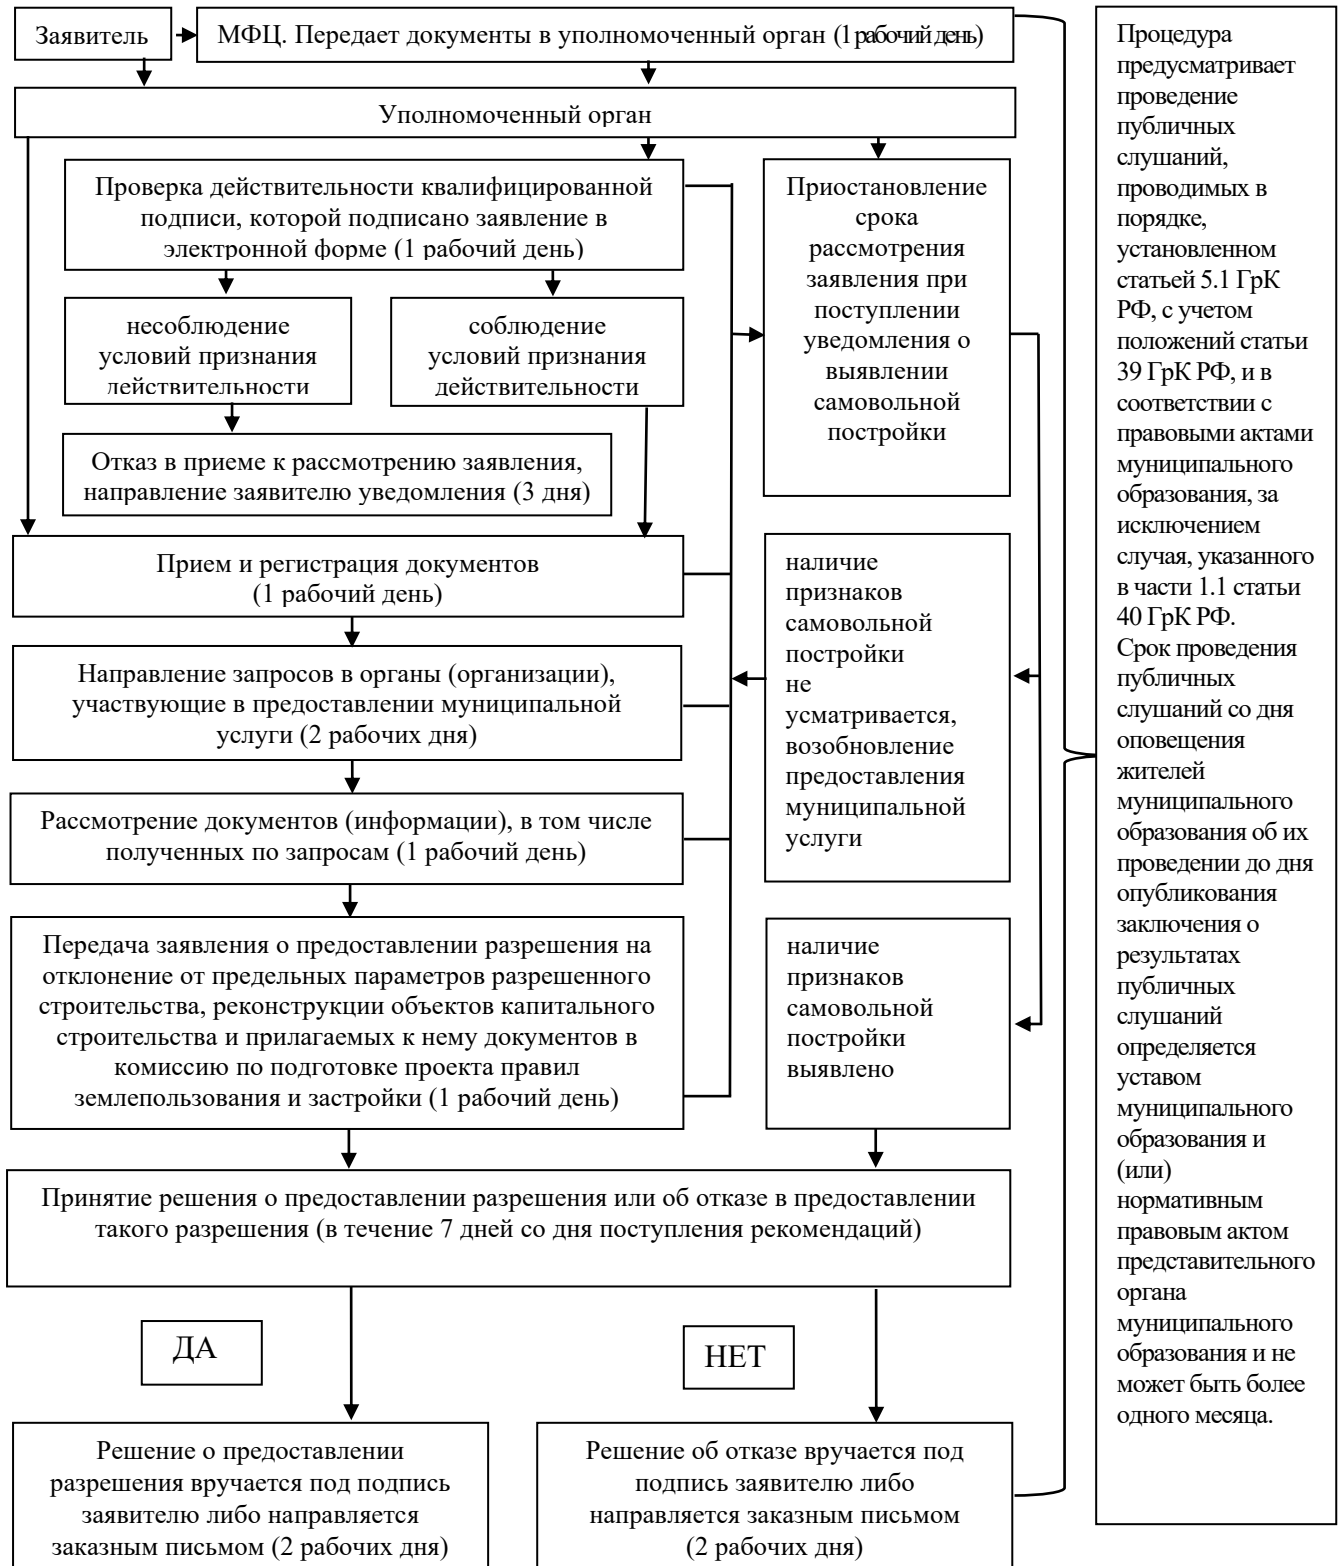 Заявитель
МФЦ. Передает документы в уполномоченный орган (1 рабочий день)
Уполномоченный орган
Проверка действительности квалифицированной
подписи, которой подписано заявление в
электронной форме (1 рабочий день)
Приостановление
срока
рассмотрения
заявления при
поступлении
уведомления о
выявлении
самовольной
постройки
несоблюдение
условий признания
действительности
соблюдение
условий признания
действительности
Отказ в приеме к рассмотрению заявления,
направление заявителю уведомления (3 дня)
Прием и регистрация документов
(1 рабочий день)
наличие
признаков
самовольной
постройки
не
усматривается,
возобновление
предоставления
муниципальной
услуги
Направление запросов в органы (организации),
участвующие в предоставлении муниципальной
услуги (2 рабочих дня)
Рассмотрение документов (информации), в том числе
полученных по запросам (1 рабочий день)
Передача заявления о предоставлении разрешения на
отклонение от предельных параметров разрешенного
строительства, реконструкции объектов капитального
строительства и прилагаемых к нему документов в
комиссию по подготовке проекта правил
землепользования и застройки (1 рабочий день)
наличие
признаков
самовольной
постройки
выявлено
Принятие решения о предоставлении разрешения или об отказе в предоставлении
такого разрешения (в течение 7 дней со дня поступления рекомендаций)
ДА
НЕТ
Решение о предоставлении
разрешения вручается под подпись
заявителю либо направляется
заказным письмом (2 рабочих дня)
Решение об отказе вручается под
подпись заявителю либо
направляется заказным письмом
(2 рабочих дня)
Процедура
предусматривает
проведение
публичных
слушаний,
проводимых в
порядке,
установленном
статьей 5.1 ГрК
РФ, с учетом
положений статьи
39 ГрК РФ, и в
соответствии с
правовыми актами
муниципального
образования, за
исключением
случая, указанного
в части 1.1 статьи
40 ГрК РФ.
Срок проведения
публичных
слушаний со дня
оповещения
жителей
муниципального
образования об их
проведении до дня
опубликования
заключения о
результатах
публичных
слушаний
определяется
уставом
муниципального
образования и
(или)
нормативным
правовым актом
представительного
органа
муниципального
образования и не
может быть более
одного месяца.